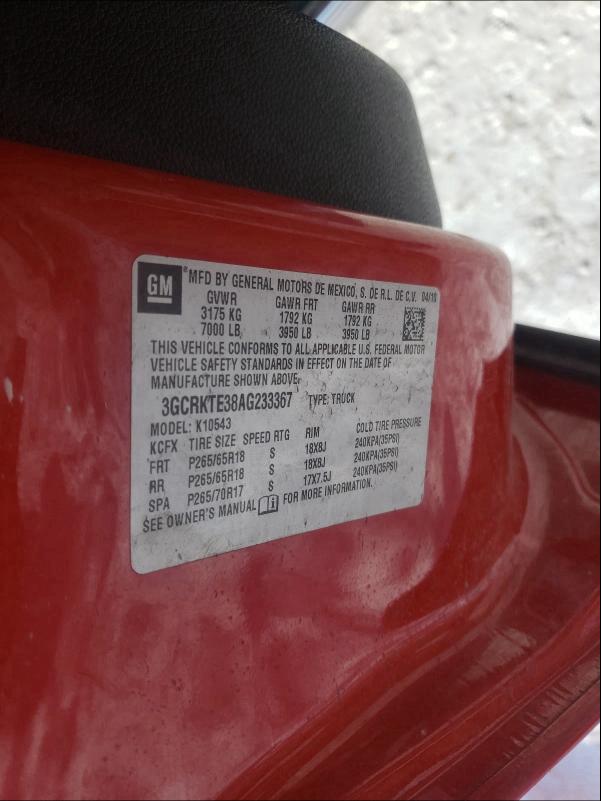 GM ®MFD BY GENERAL MOTORS DE MEXICO, S. DE R.L. DE C.V. 04/10
GVWR GAWR FRT GAWR RR
3175 KG 1792 KG 1792 KG
7000 LB 3950 LB 3950 LB
THIS VEHICLE CONFORMS TO ALL APPLICABLE U.S. FEDERAL MOTOR
VEHICLE SAFETY STANDARDS IN EFFECT ON THE DATE OF
MANUFACTURE SHOWN ABOVE.
3GCRKTE38AG233367 TYPE: TRUCK
MODEL: K10543
KCFX TIRE SIZE SPEED RTG RIM COLD TIRE PRESSURE
FRT P265/65R18 S 18X8J 240KPA(35PSI)
RR P265/65R18 S 18X8J 240KPA(35PSI)
SPA P265/70R17 S 17X7.5J 240KPA(35PSI)
SEE OWNER'S MANUAL FOR MORE INFORMATION.